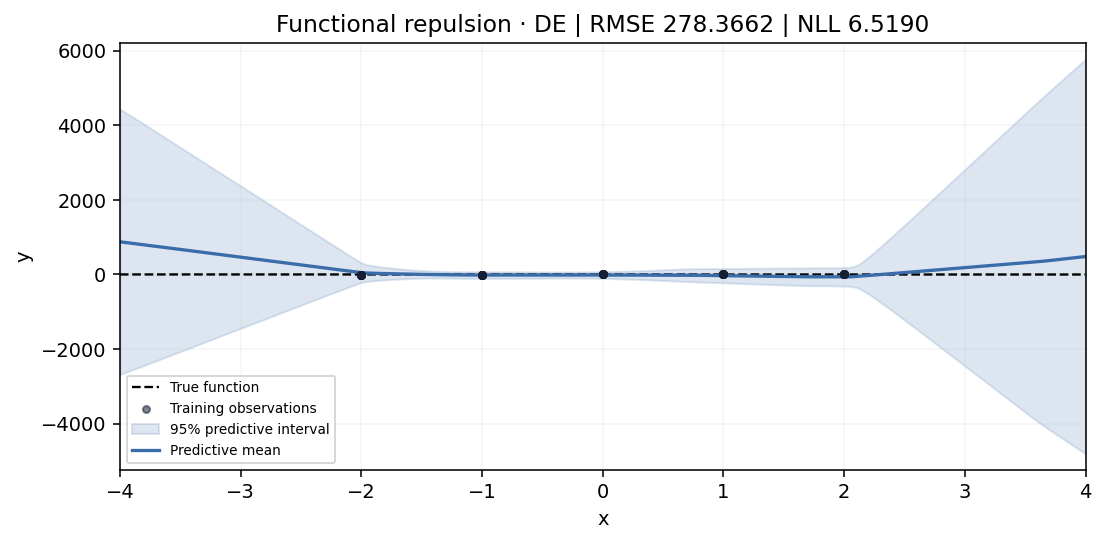 Functional repulsion · DE | RMSE 278.3662 | NLL 6.5190
6000
4000
2000
0
−2000
−4000
y
True function
Training observations
95% predictive interval
Predictive mean
−4
−3
−2
−1
0
1
2
3
4
x